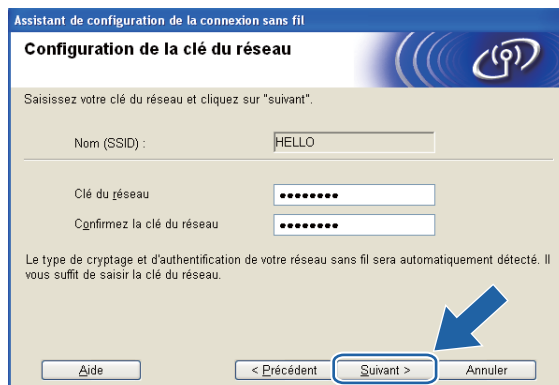 Assistant de configuration de la connexion sans fil
Configuration de la clé du réseau
Saisissez votre clé du réseau et cliquez sur "suivant".
Nom (SSID) : HELLO
Clé du réseau ••••••••
Confirmez la clé du réseau ••••••••
Le type de cryptage et d'authentification de votre réseau sans fil sera automatiquement détecté. Il
vous suffit de saisir la clé du réseau.
Aide < Précédent Suivant > Annuler